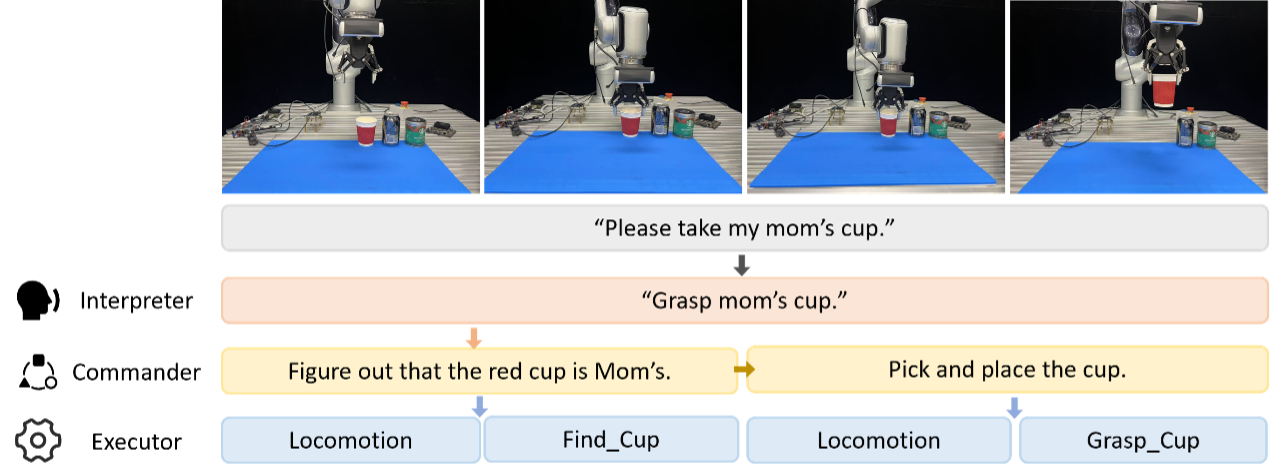 “Please take my mom’s cup.”
Interpreter
“Grasp mom’s cup.”
Commander
Figure out that the red cup is Mom’s.
Pick and place the cup.
Executor
Locomotion
Find_Cup
Locomotion
Grasp_Cup